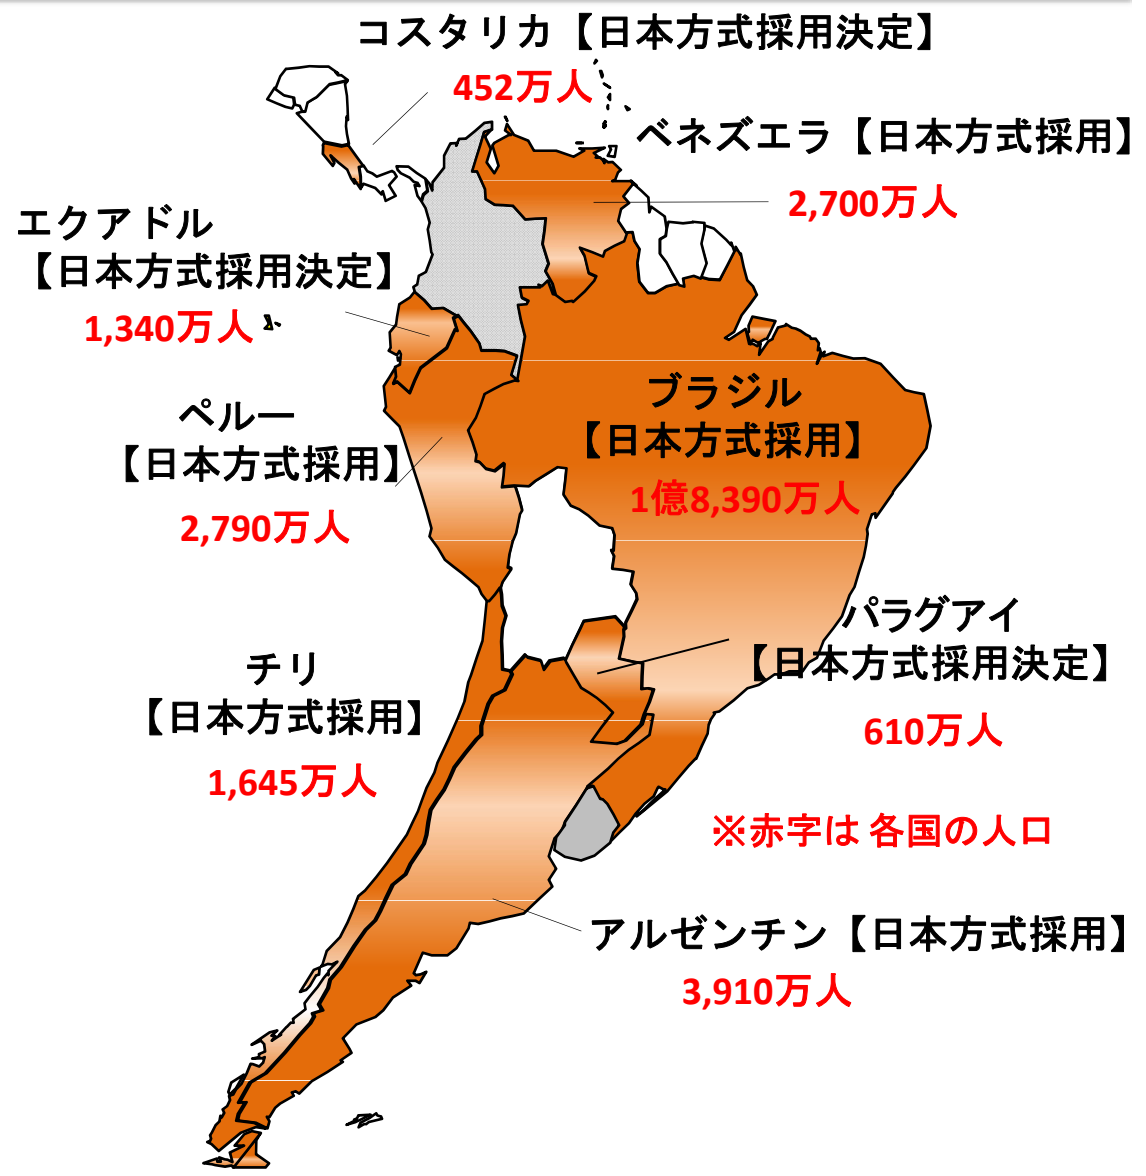 コスタリカ【日本方式採用決定】
452万人
ベネズエラ【日本方式採用】
2,700万人
エクアドル
【日本方式採用決定】
1,340万人
ブラジル
【日本方式採用】
1億8,390万人
ペルー
【日本方式採用】
2,790万人
パラグアイ
【日本方式採用決定】
610万人
チリ
【日本方式採用】
1,645万人
※赤字は 各国の人口
アルゼンチン【日本方式採用】
3,910万人